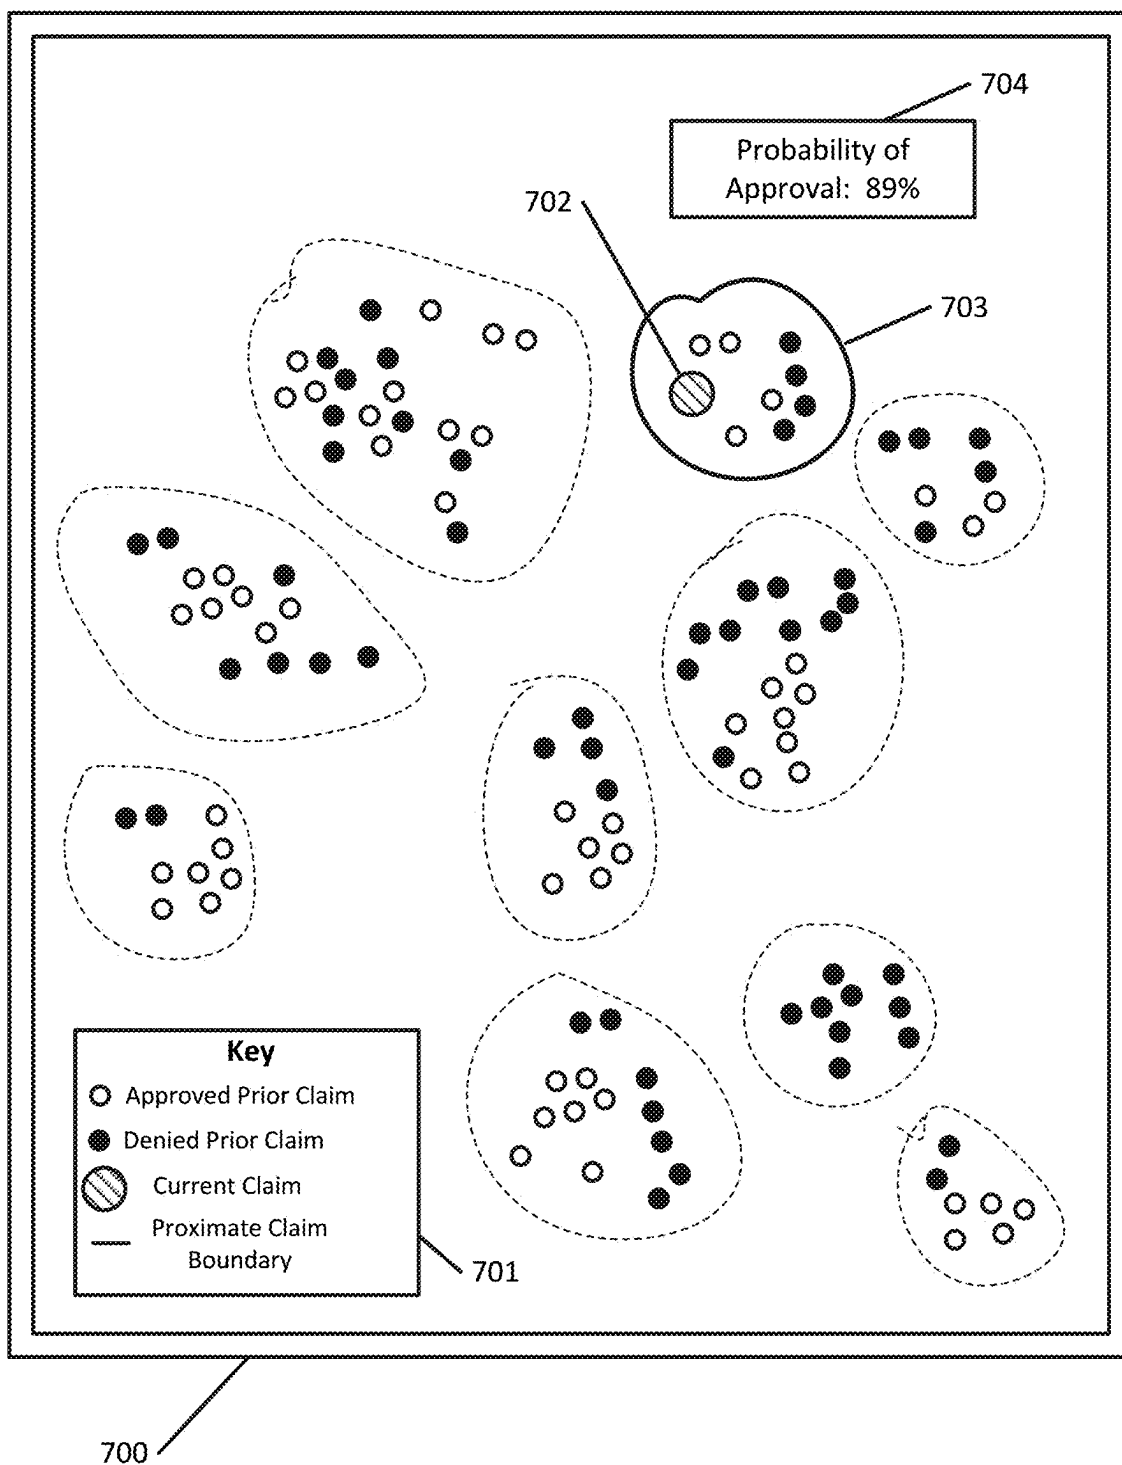 704
Probability of
Approval: 89%
702
703
Key
Approved Prior Claim
Denied Prior Claim
Current Claim
Proximate Claim
Boundary
701
700